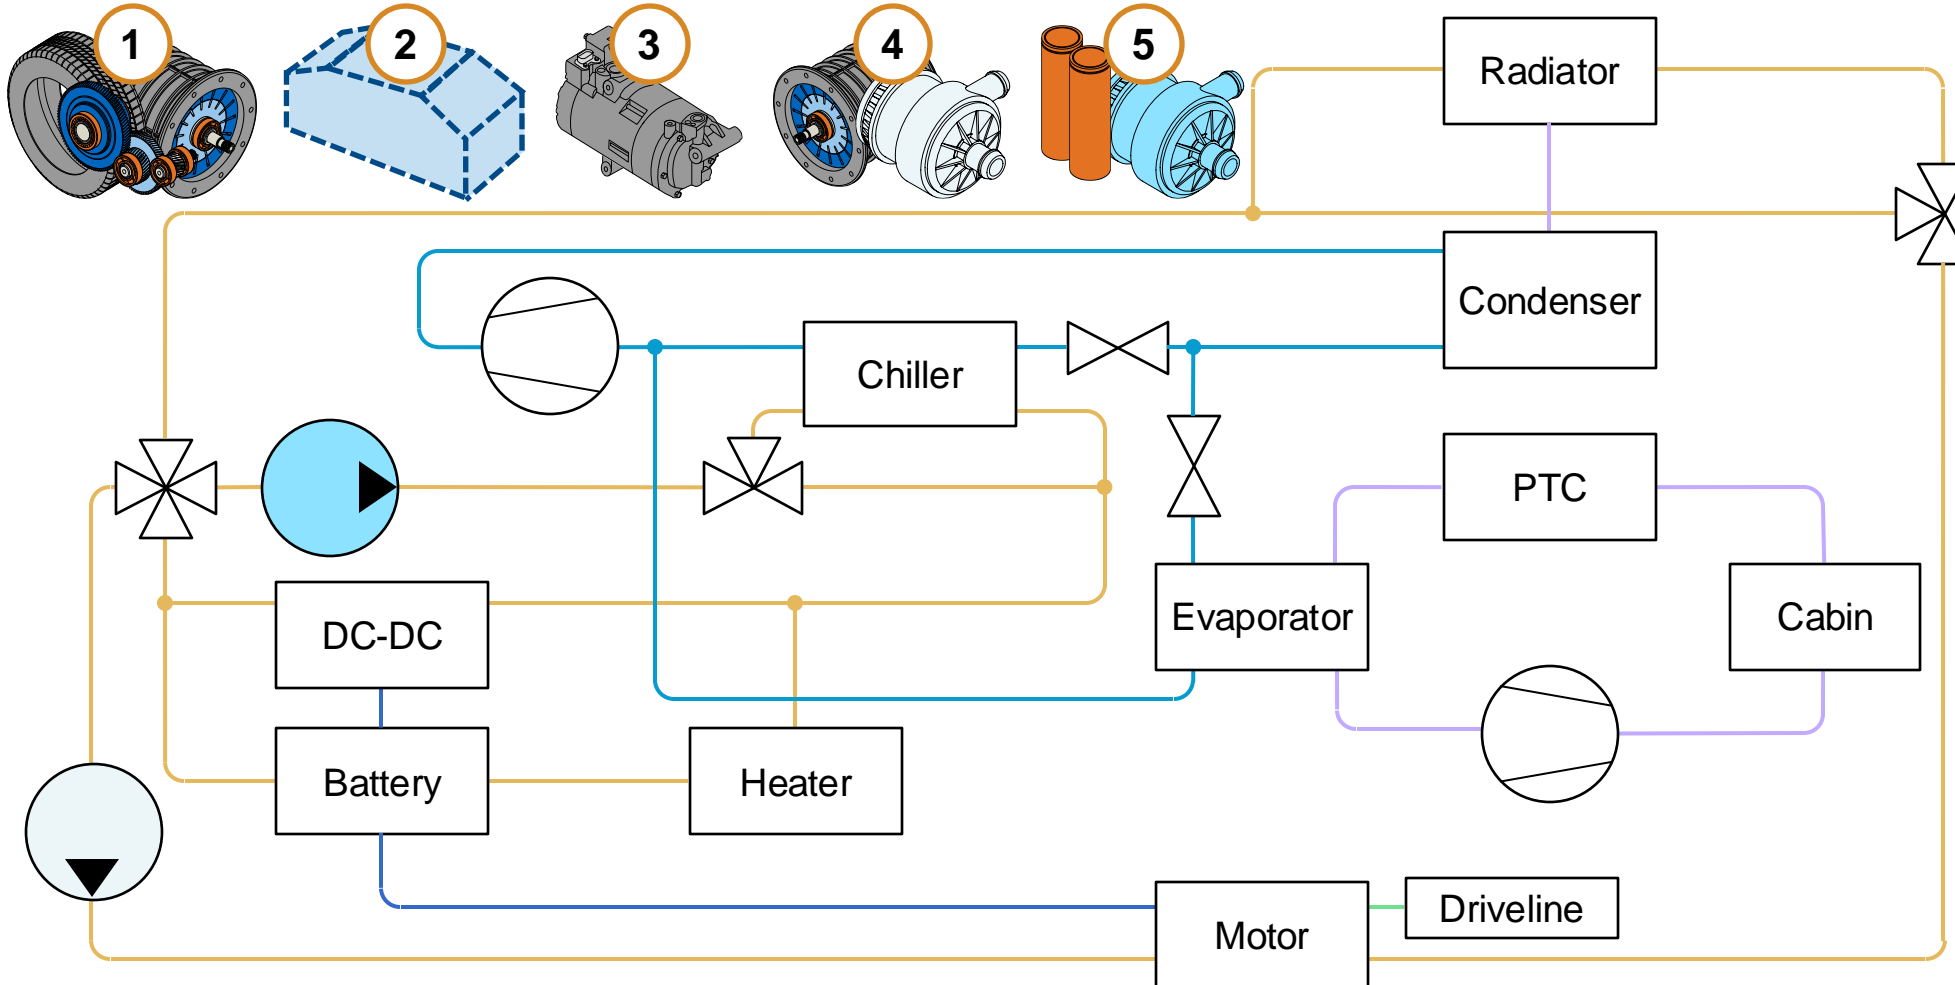 1
2
3
4
5
Radiator
Condenser
Chiller
PTC
Evaporator
Cabin
DC-DC
Battery
Heater
Driveline
Motor